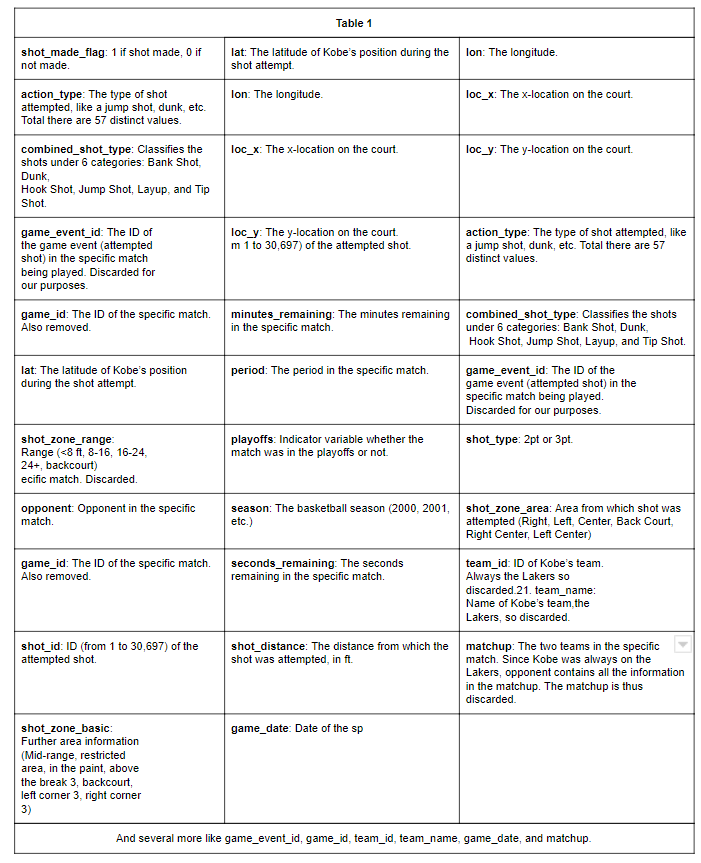 Table 1
shot_made_flag: 1 if shot made, 0 if
not made.
lat: The latitude of Kobe's position during the
shot attempt.
lon: The longitude.
action_type: The type of shot
attempted, like a jump shot, dunk, etc.
Total there are 57 distinct values.
lon: The longitude.
loc_x: The x-location on the court.
combined_shot_type: Classifies the
shots under 6 categories: Bank Shot,
Dunk,
Hook Shot, Jump Shot, Layup, and Tip
Shot.
loc_x: The x-location on the court.
loc_y: The y-location on the court.
game_event_id: The ID of
the game event (attempted
shot) in the specific match
being played. Discarded for
our purposes.
loc_y: The y-location on the court.
m 1 to 30,697) of the attempted shot.
action_type: The type of shot attempted, like
a jump shot, dunk, etc. Total there are 57
distinct values.
game_id: The ID of the specific match.
Also removed.
minutes_remaining: The minutes remaining
in the specific match.
combined_shot_type: Classifies the shots
under 6 categories: Bank Shot, Dunk,
Hook Shot, Jump Shot, Layup, and Tip Shot.
lat: The latitude of Kobe's position
during the shot attempt.
period: The period in the specific match.
game_event_id: The ID of the
game event (attempted shot) in the
specific match being played.
Discarded for our purposes.
shot_zone_range:
Range (<8 ft, 8-16, 16-24,
24+, backcourt)
ecific match. Discarded.
playoffs: Indicator variable whether the
match was in the playoffs or not.
shot_type: 2pt or 3pt.
opponent: Opponent in the specific
match.
season: The basketball season (2000, 2001,
etc.)
shot_zone_area: Area from which shot was
attempted (Right, Left, Center, Back Court,
Right Center, Left Center)
game_id: The ID of the specific match.
Also removed.
seconds_remaining: The seconds
remaining in the specific match.
team_id: ID of Kobe's team.
Always the Lakers so
discarded.21. team_name:
Name of Kobe's team,the
Lakers, so discarded.
shot_id: ID (from 1 to 30,697) of the
attempted shot.
shot_distance: The distance from which the
shot was attempted, in ft.
matchup: The two teams in the specific
match. Since Kobe was always on the
Lakers, opponent contains all the information
in the matchup. The matchup is thus
discarded.
shot_zone_basic:
Further area information
(Mid-range, restricted
area, in the paint, above
the break 3, backcourt,
left corner 3, right corner
3)
game_date: Date of the sp
And several more like game_event_id, game_id, team_id, team_name, game_date, and matchup.